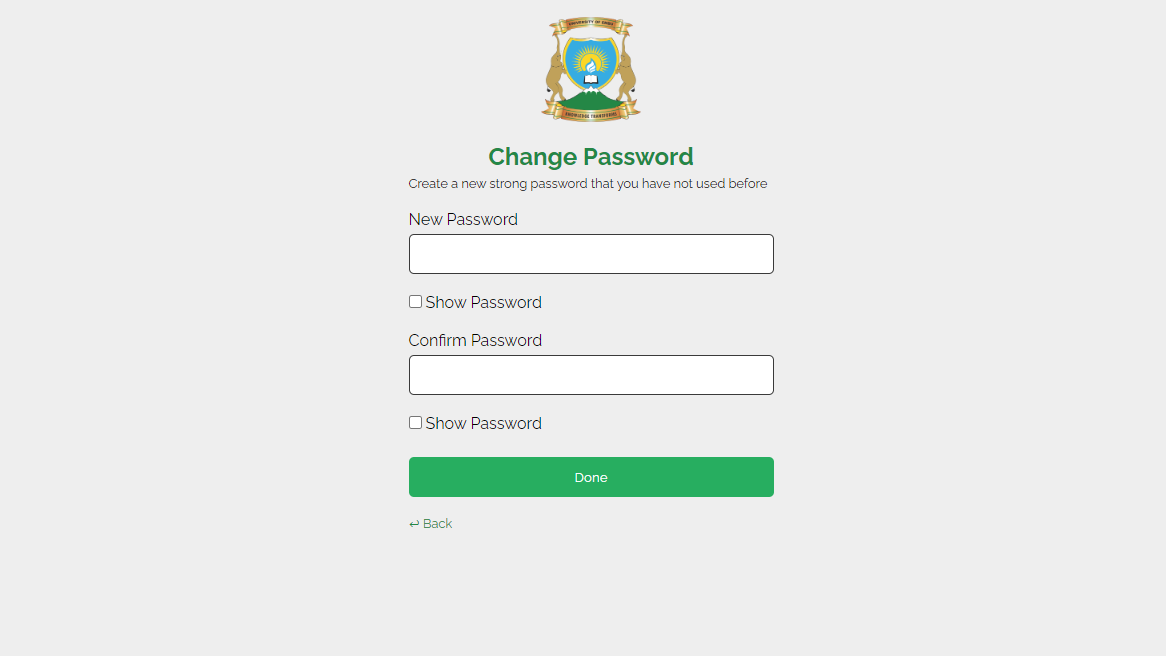 UNIVERSITY OF EMBU
KNOWLEDGE TRANSFORMS
Change Password
Create a new strong password that you have not used before
New Password
Show Password
Confirm Password
Show Password
Done
↩ Back